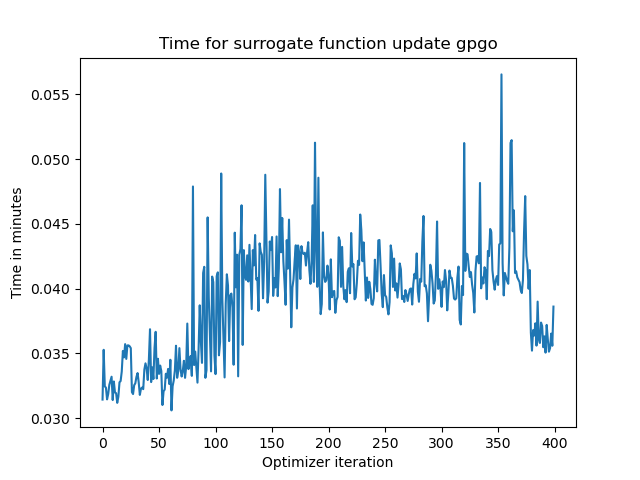 Time for surrogate function update gpgo
0.055
0.050
0.045
0.040
0.035
0.030
Time in minutes
0 50 100 150 200 250 300 350 400
Optimizer iteration